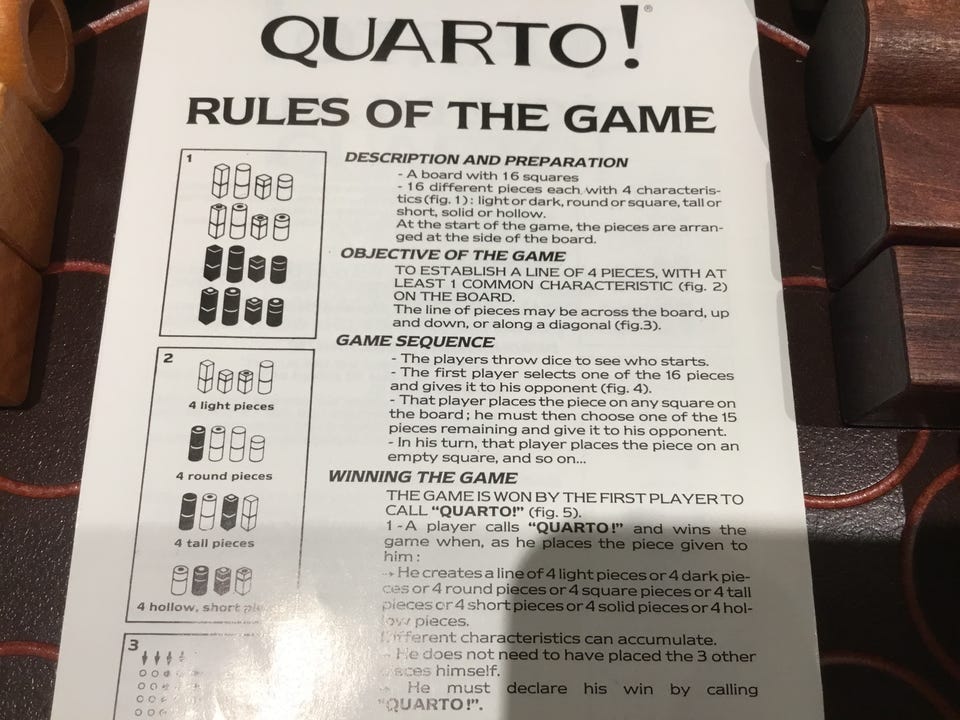 QUARTO!®
RULES OF THE GAME
1
DESCRIPTION AND PREPARATION
- A board with 16 squares
- 16 different pieces each with 4 characteris-
tics (fig. 1) : light or dark, round or square, tall or
short, solid or hollow.
At the start of the game, the pieces are arran-
ged at the side of the board.
OBJECTIVE OF THE GAME
TO ESTABLISH A LINE OF 4 PIECES, WITH AT
LEAST 1 COMMON CHARACTERISTIC (fig. 2)
ON THE BOARD.
The line of pieces may be across the board, up
and down, or along a diagonal (fig.3).
GAME SEQUENCE
- The players throw dice to see who starts.
- The first player selects one of the 16 pieces
and gives it to his opponent (fig. 4).
- That player places the piece on any square on
the board ; he must then choose one of the 15
pieces remaining and give it to his opponent.
- In his turn, that player places the piece on an
empty square, and so on...
WINNING THE GAME
THE GAME IS WON BY THE FIRST PLAYER TO
CALL "QUARTO!" (fig. 5).
1 - A player calls "QUARTO !" and wins the
game when, as he places the piece given to
him :
He creates a line of 4 light pieces or 4 dark pie-
ces or 4 round pieces or 4 square pieces or 4 tall
pieces or 4 short pieces or 4 solid pieces or 4 hol-
low pieces.
Different characteristics can accumulate.
- He does not need to have placed the 3 other
pieces himself.
He must declare his win by calling
"QUARTO !".
2
4 light pieces
4 round pieces
4 tall pieces
4 hollow, short
3